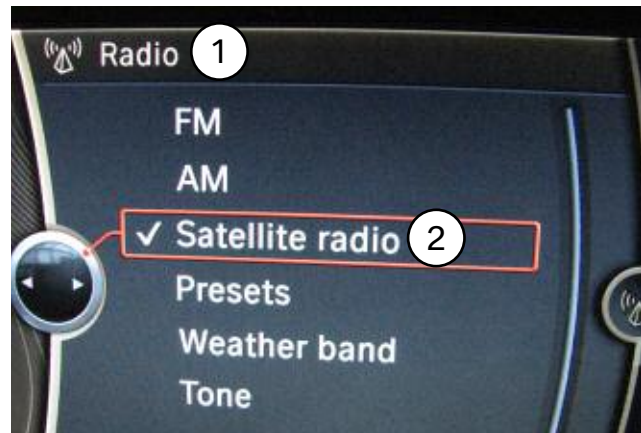 Radio 1
FM
AM
✓ Satellite radio 2
Presets
Weather band
Tone